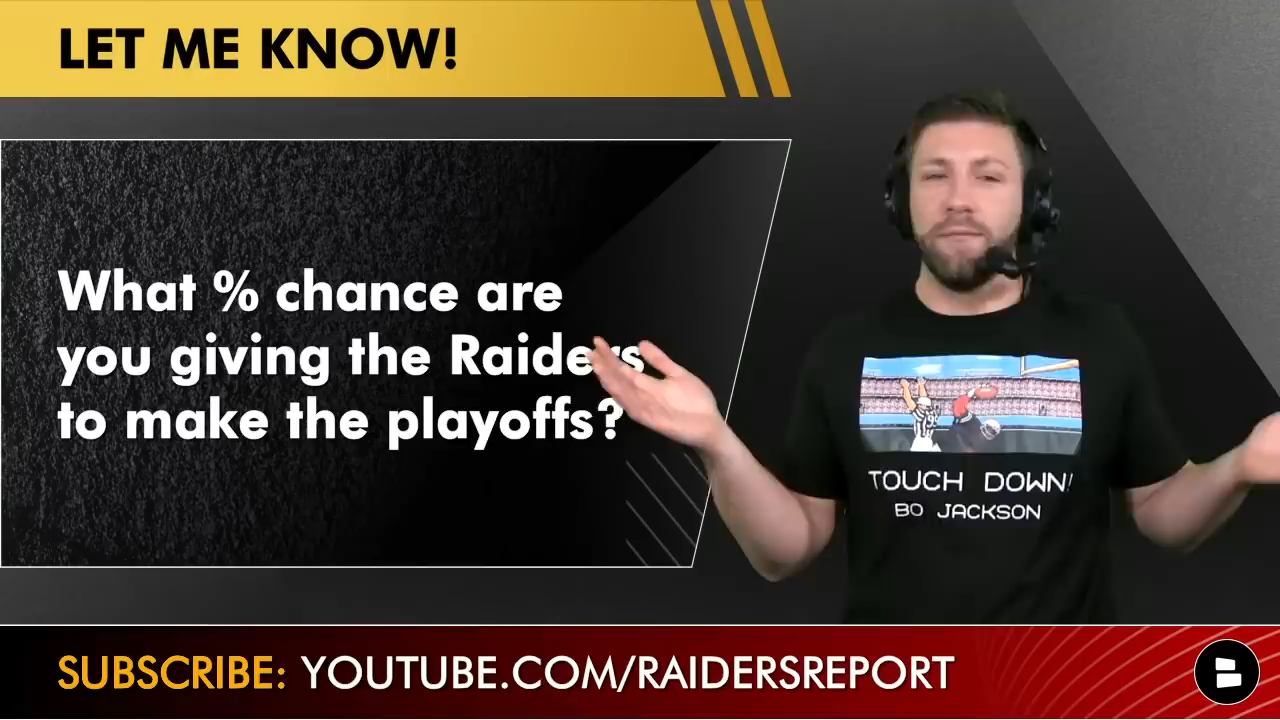 LET ME KNOW!
What % chance are
you giving the Raiders
to make the playoffs?
TOUCH DOWN!
BO JACKSON
SUBSCRIBE: YOUTUBE.COM/RAIDERSREPORT